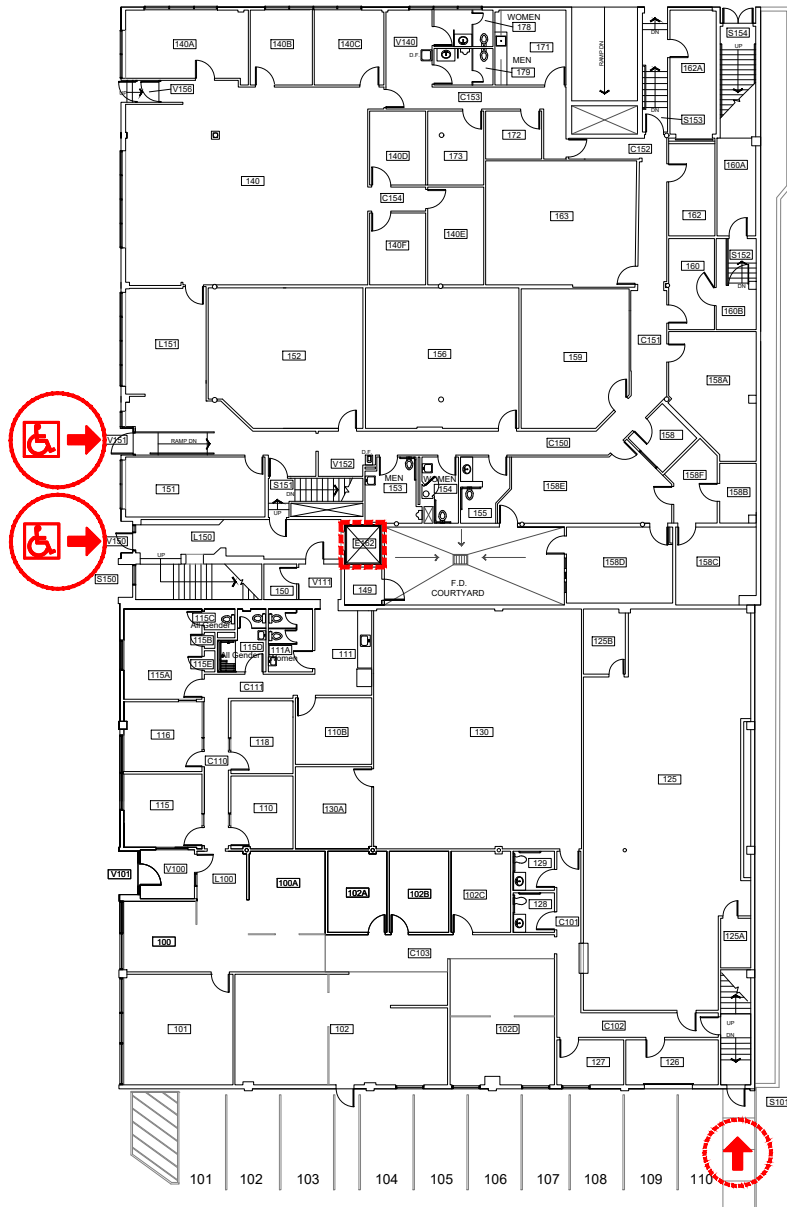 WOMEN
178
S154
140A
140B
140C
V140
171
UP
DN
D.F.
RAMP DN
162A
MEN
179
V156
C153
DN
S153
172
C152
140D
173
160A
140
C154
163
162
140E
140F
160
S152
DN
160B
L151
152
156
159
C151
158A
V151
RAMP DN
C150
158
D.F.
V152
MEN
153
WOMEN
154
158F
151
S151
DN
158E
158B
UP
155
L150
V150
E162
UP
158D
158C
S150
V111
150
149
F.D.
COURTYARD
115C
All Gender
115B
115D
111A
111
125B
115E
All Gender
Women
115A
C111
116
118
110B
130
C110
125
115
110
130A
V101
V100
L100
100A
102A
102B
102C
129
128
C101
100
C103
125A
101
102
102D
C102
UP
DN
127
126
S101
101 102 103 104 105 106 107 108 109 110